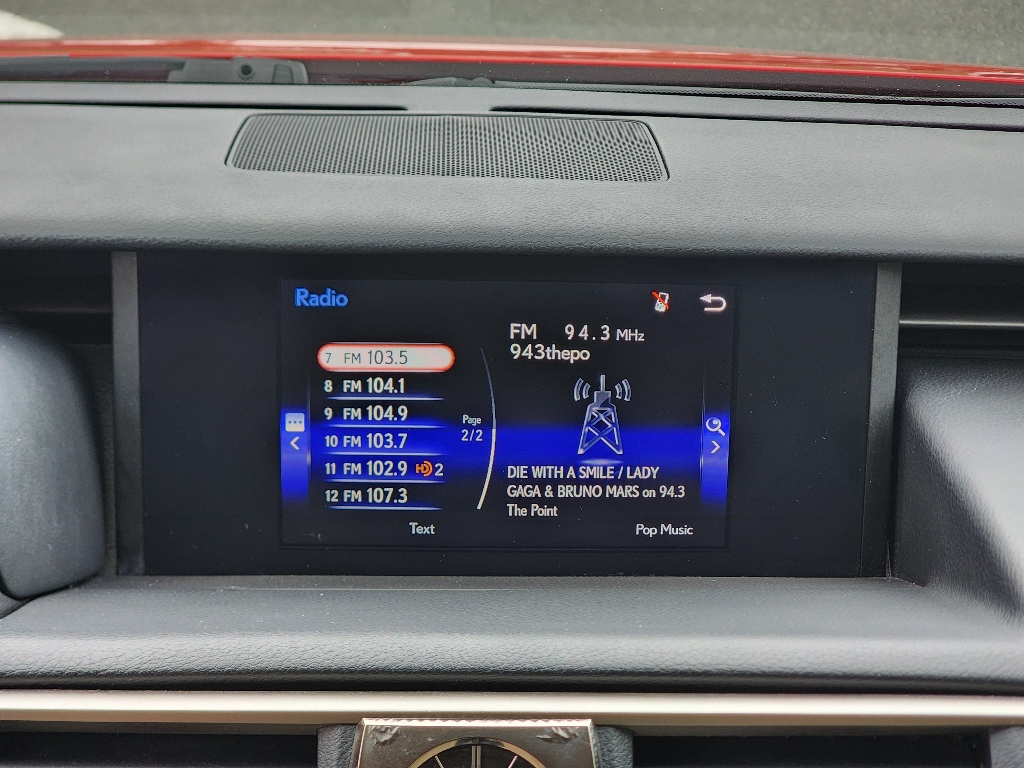 Radio
7 FM 103.5
8 FM 104.1
9 FM 104.9
10 FM 103.7
11 FM 102.9 HD 2
12 FM 107.3
Page
2/2
Text
FM 94.3 MHz
943thepo
DIE WITH A SMILE / LADY
GAGA & BRUNO MARS on 94.3
The Point
Pop Music